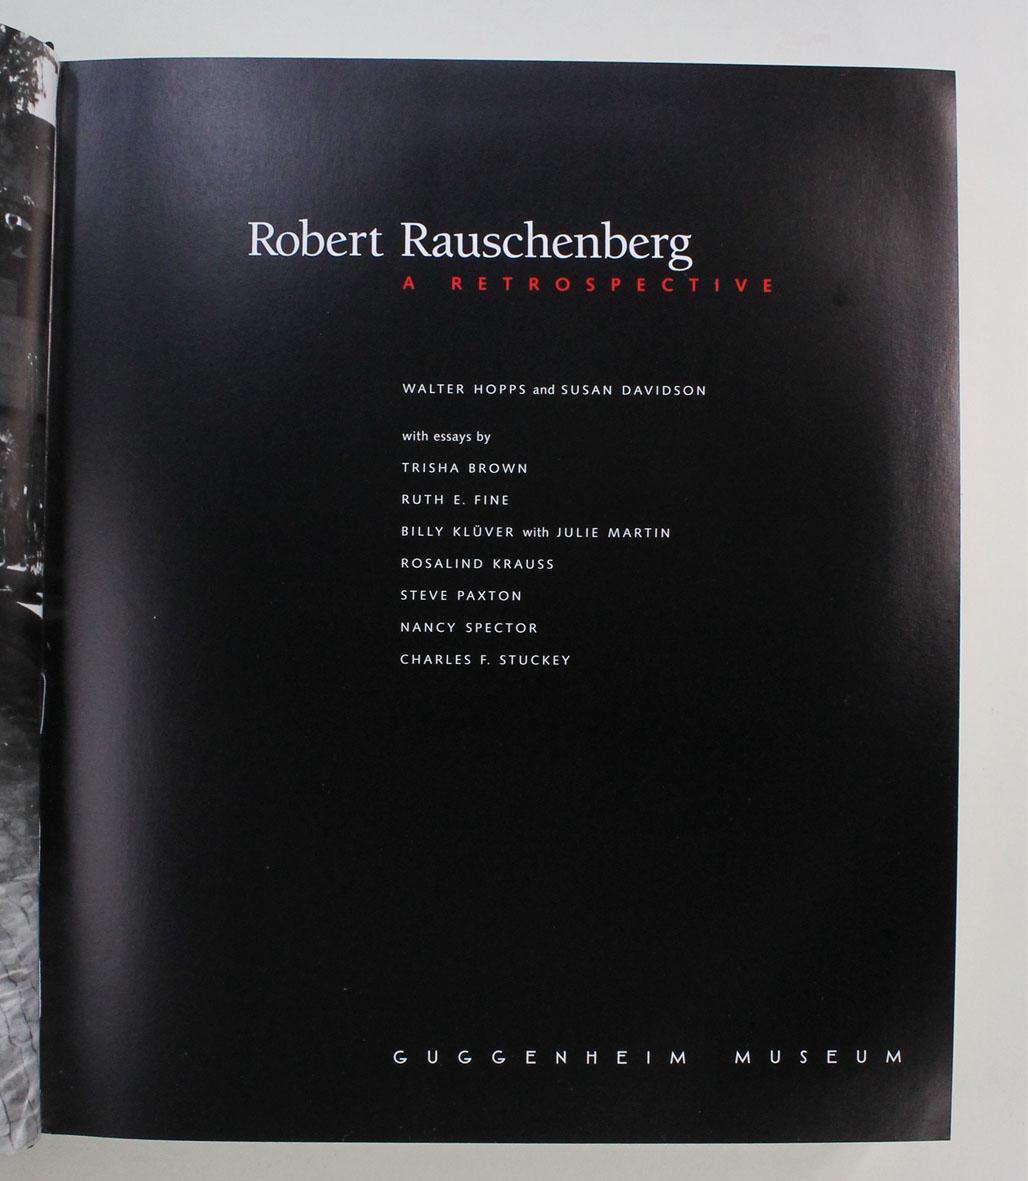 Robert Rauschenberg
A RETROSPECTIVE
WALTER HOPPS and SUSAN DAVIDSON
with essays by
TRISHA BROWN
RUTH E. FINE
BILLY KLÜVER with JULIE MARTIN
ROSALIND KRAUSS
STEVE PAXTON
NANCY SPECTOR
CHARLES F. STUCKEY
GUGGENHEIM MUSEUM